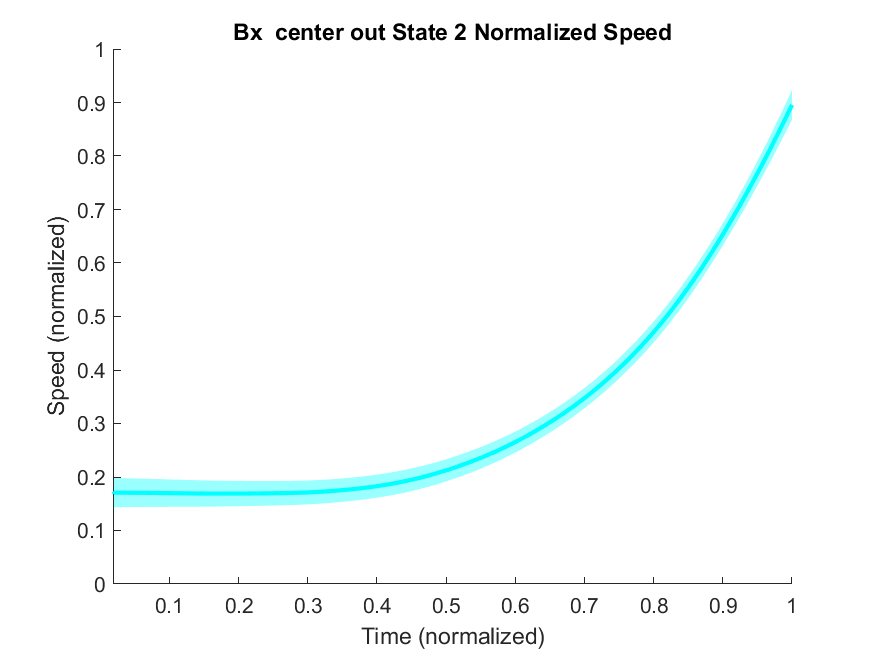 Bx  center out State 2 Normalized Speed
1
0.9
0.8
0.7
0.6
0.5
0.4
0.3
0.2
0.1
0
Speed (normalized)
0.1 0.2 0.3 0.4 0.5 0.6 0.7 0.8 0.9 1
Time (normalized)